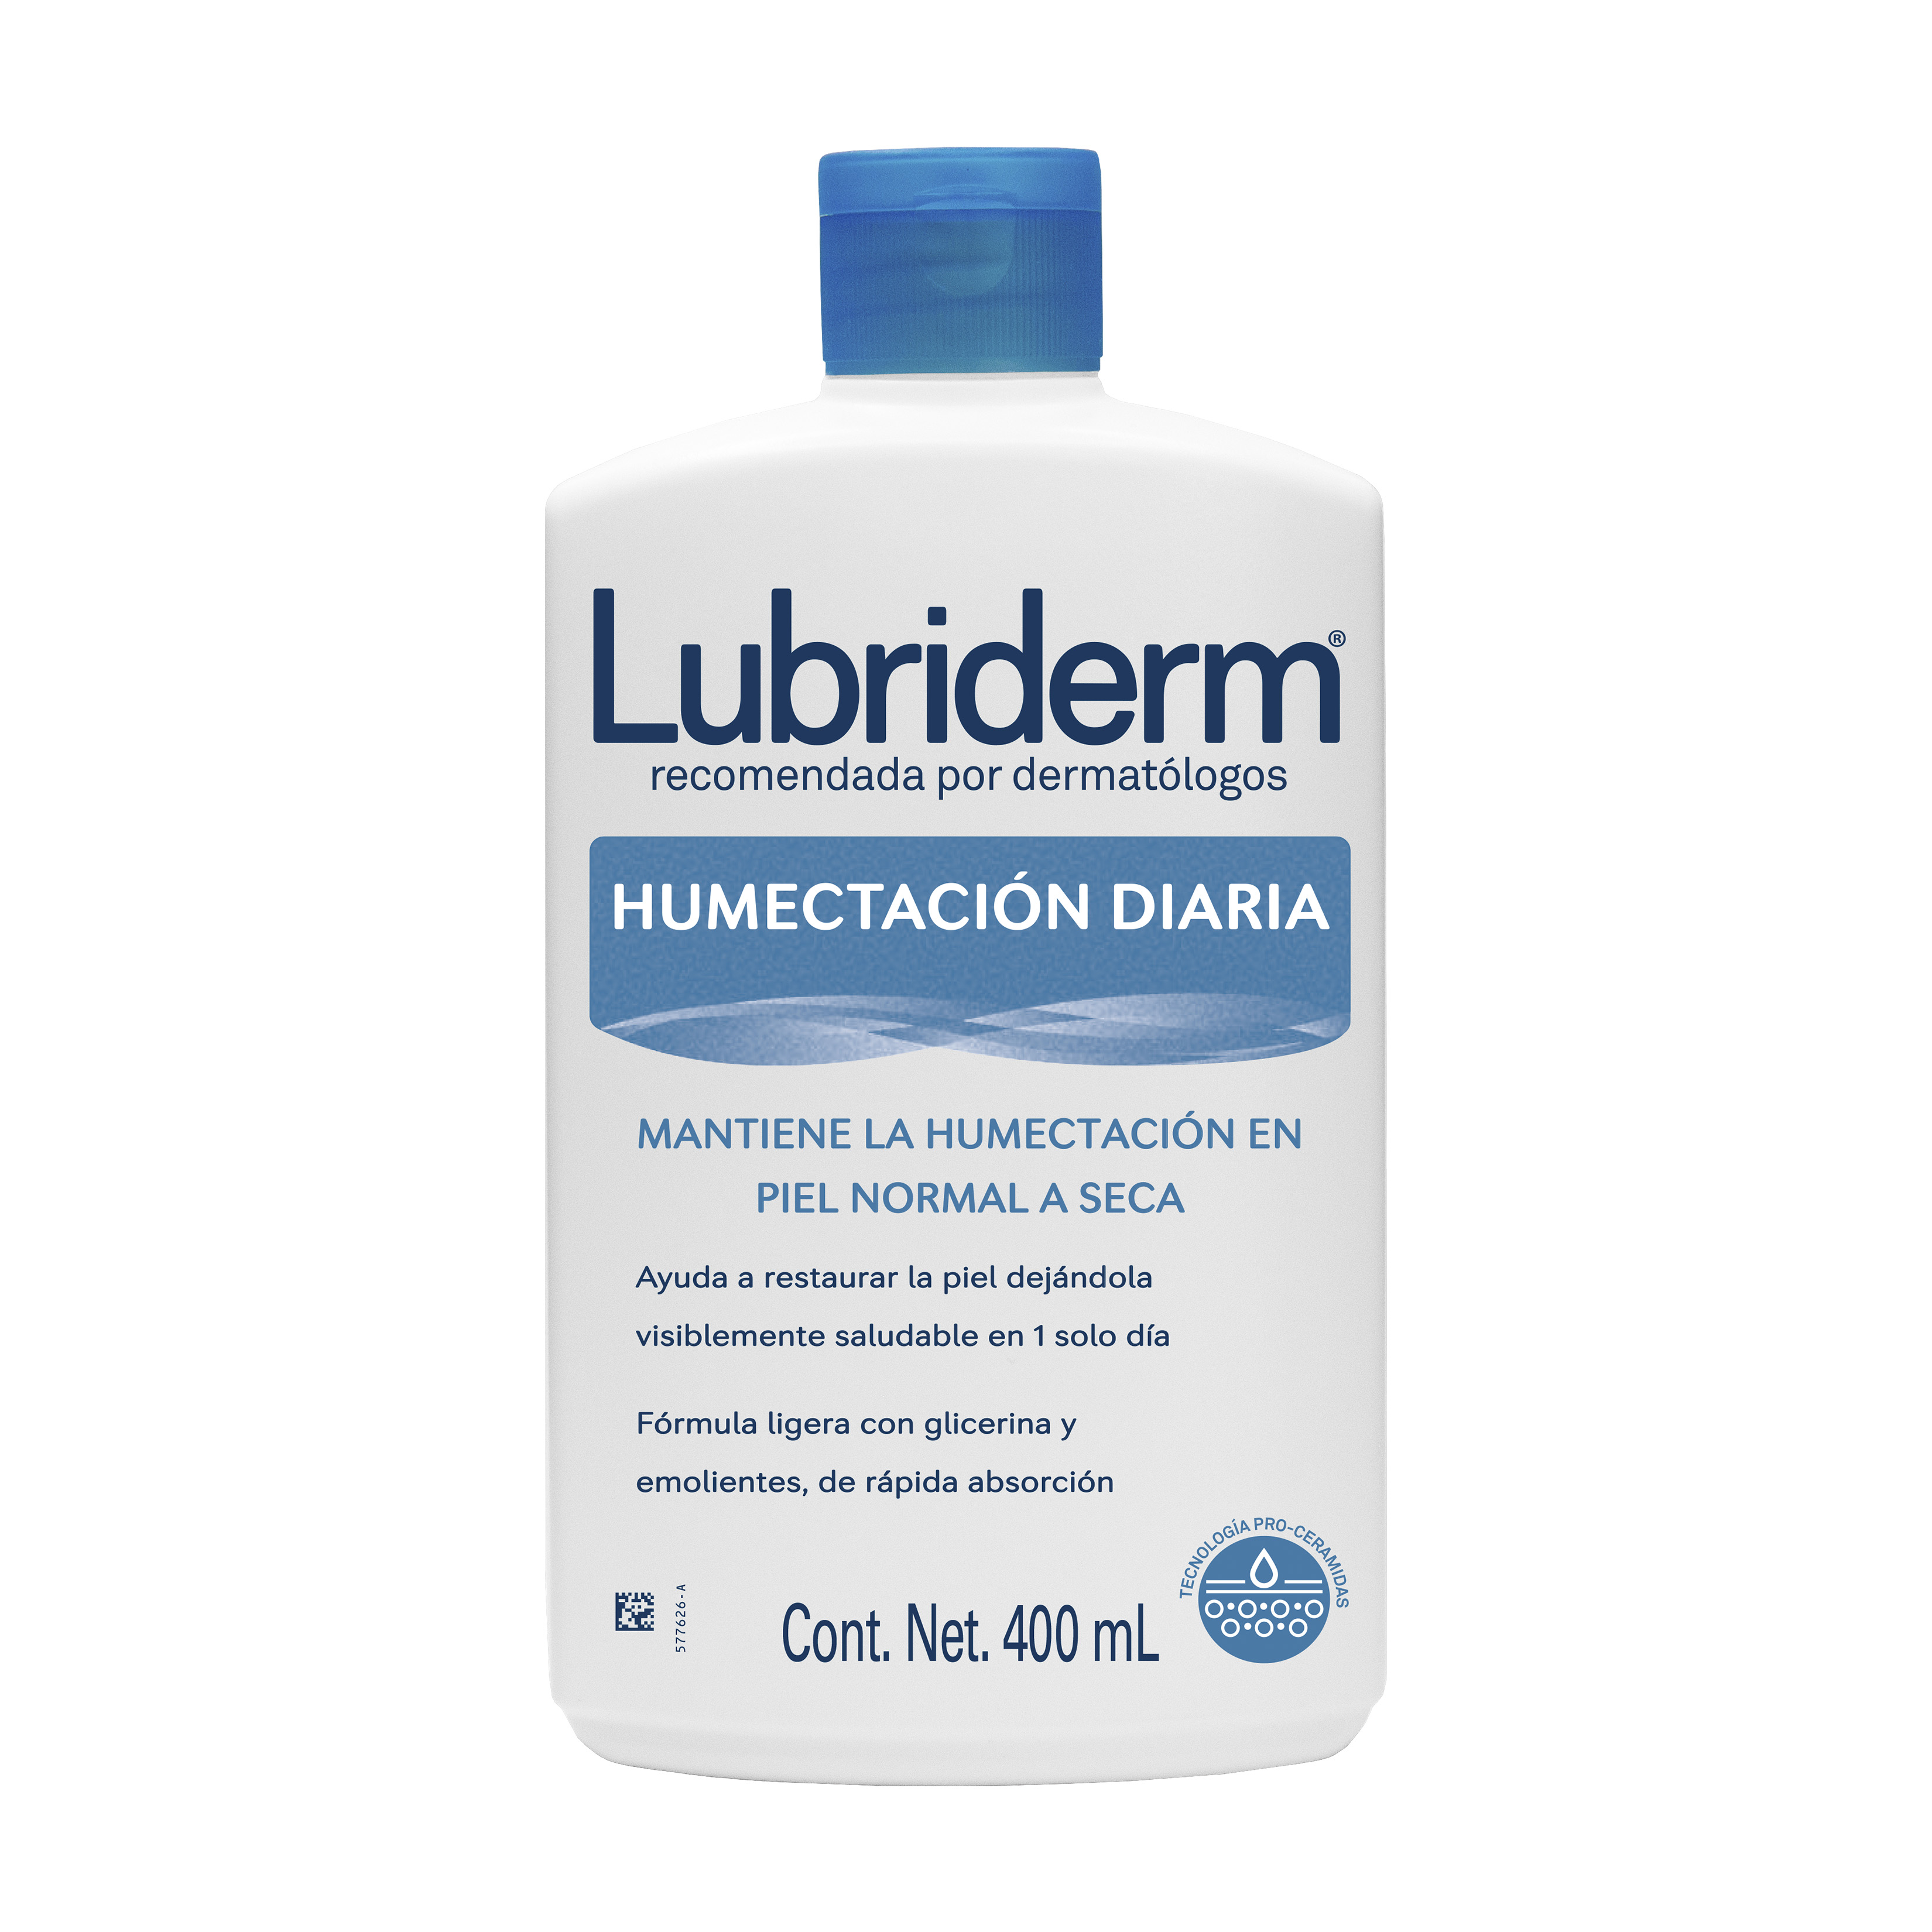 Lubriderm®
recomendada por dermatólogos
HUMECTACIÓN DIARIA
MANTIENE LA HUMECTACIÓN EN
PIEL NORMAL A SECA
Ayuda a restaurar la piel dejándola
visiblemente saludable en 1 solo día
Fórmula ligera con glicerina y
emolientes, de rápida absorción
TECNOLOGÍA PRO-CERAMIDAS
577626-A
Cont. Net. 400 mL